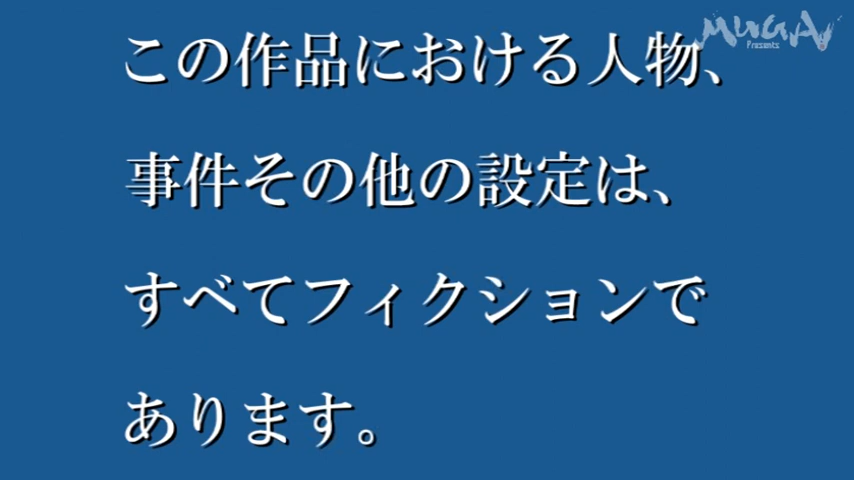 MUGA
Presents
この作品における人物、
事件その他の設定は、
すべてフィクションで
あります。